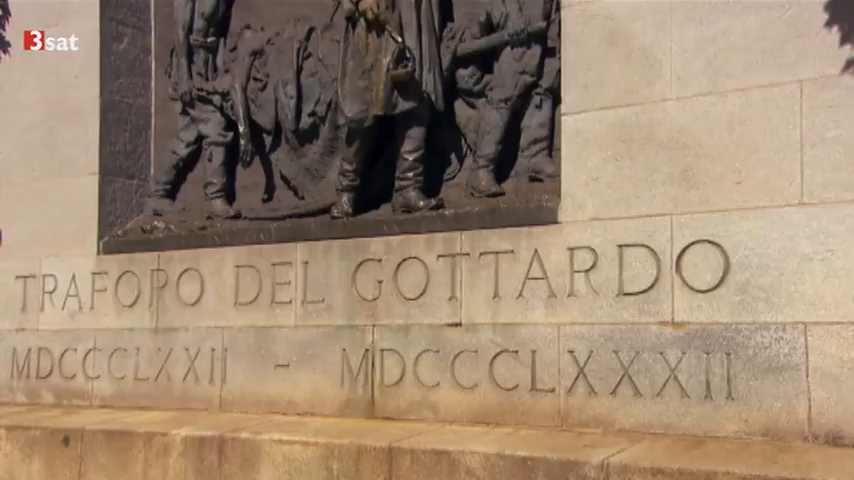 3sat
TRAFORO DEL GOTTARDO
MDCCCLXXII - MDCCCLXXXII